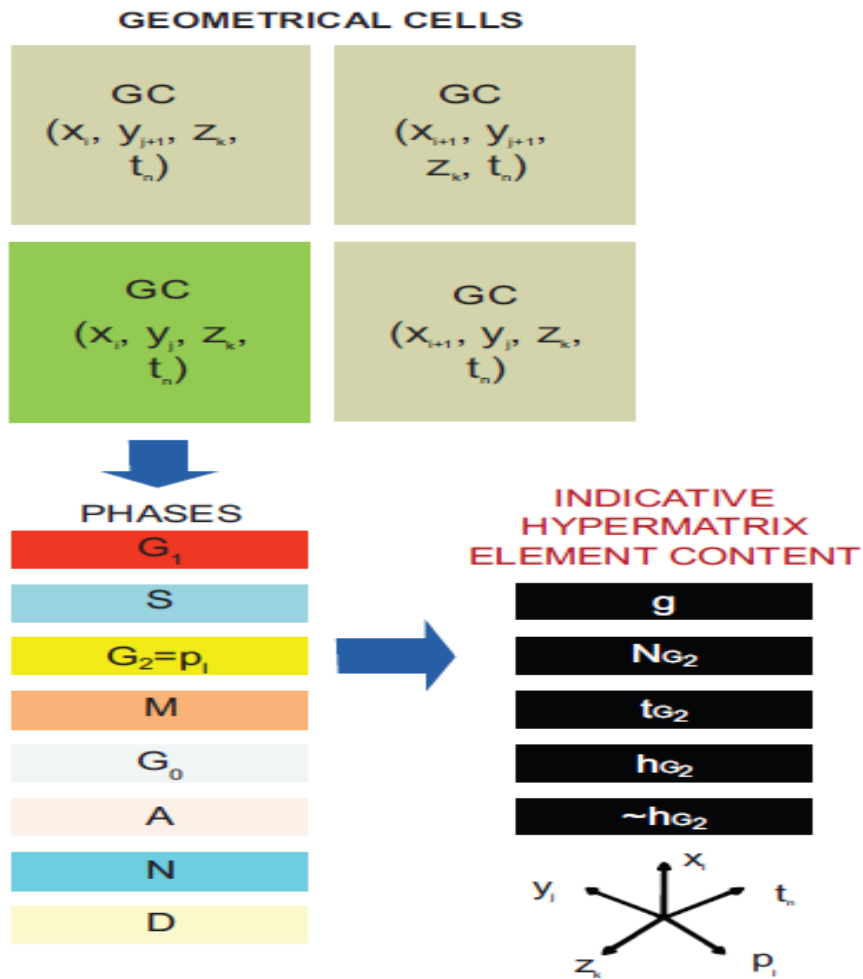 GEOMETRICAL CELLS
GC
(xᵢ, yⱼ₊₁, zₖ,
tₙ)
GC
(xᵢ₊₁, yⱼ₊₁,
zₖ, tₙ)
GC
(xᵢ, yⱼ, zₖ,
tₙ)
GC
(xᵢ₊₁, yⱼ, zₖ,
tₙ)
PHASES
G₁
S
G₂=pₗ
M
G₀
A
N
D
INDICATIVE
HYPERMATRIX
ELEMENT CONTENT
g
NG₂
tG₂
hG₂
~hG₂
xᵢ
yⱼ
tₙ
zₖ
pₗ